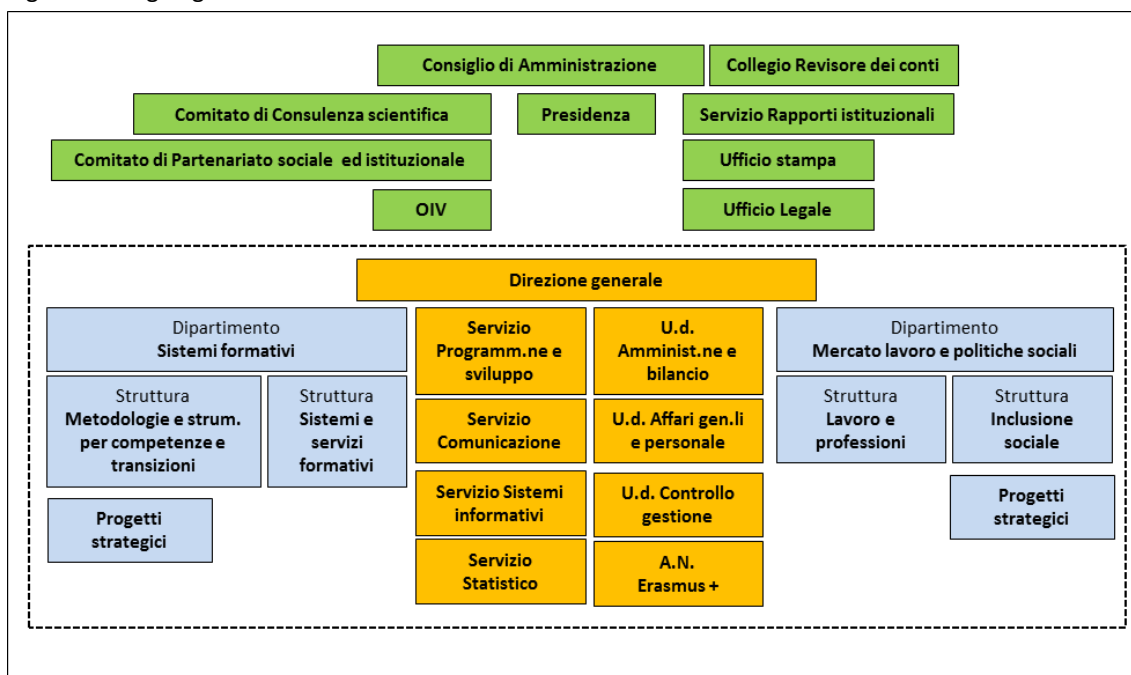 Consiglio di Amministrazione
Collegio Revisore dei conti
Comitato di Consulenza scientifica
Presidenza
Servizio Rapporti istituzionali
Comitato di Partenariato sociale ed istituzionale
Ufficio stampa
OIV
Ufficio Legale
Direzione generale
Dipartimento
Sistemi formativi
Struttura
Metodologie e strum.
per competenze e
transizioni
Struttura
Sistemi e
servizi
formativi
Progetti
strategici
Servizio
Programm.ne e
sviluppo
U.d.
Amminist.ne e
bilancio
Servizio
Comunicazione
U.d. Affari gen.li
e personale
Servizio Sistemi
informativi
U.d. Controllo
gestione
Servizio
Statistico
A.N.
Erasmus +
Dipartimento
Mercato lavoro e politiche sociali
Struttura
Lavoro e
professioni
Struttura
Inclusione
sociale
Progetti
strategici